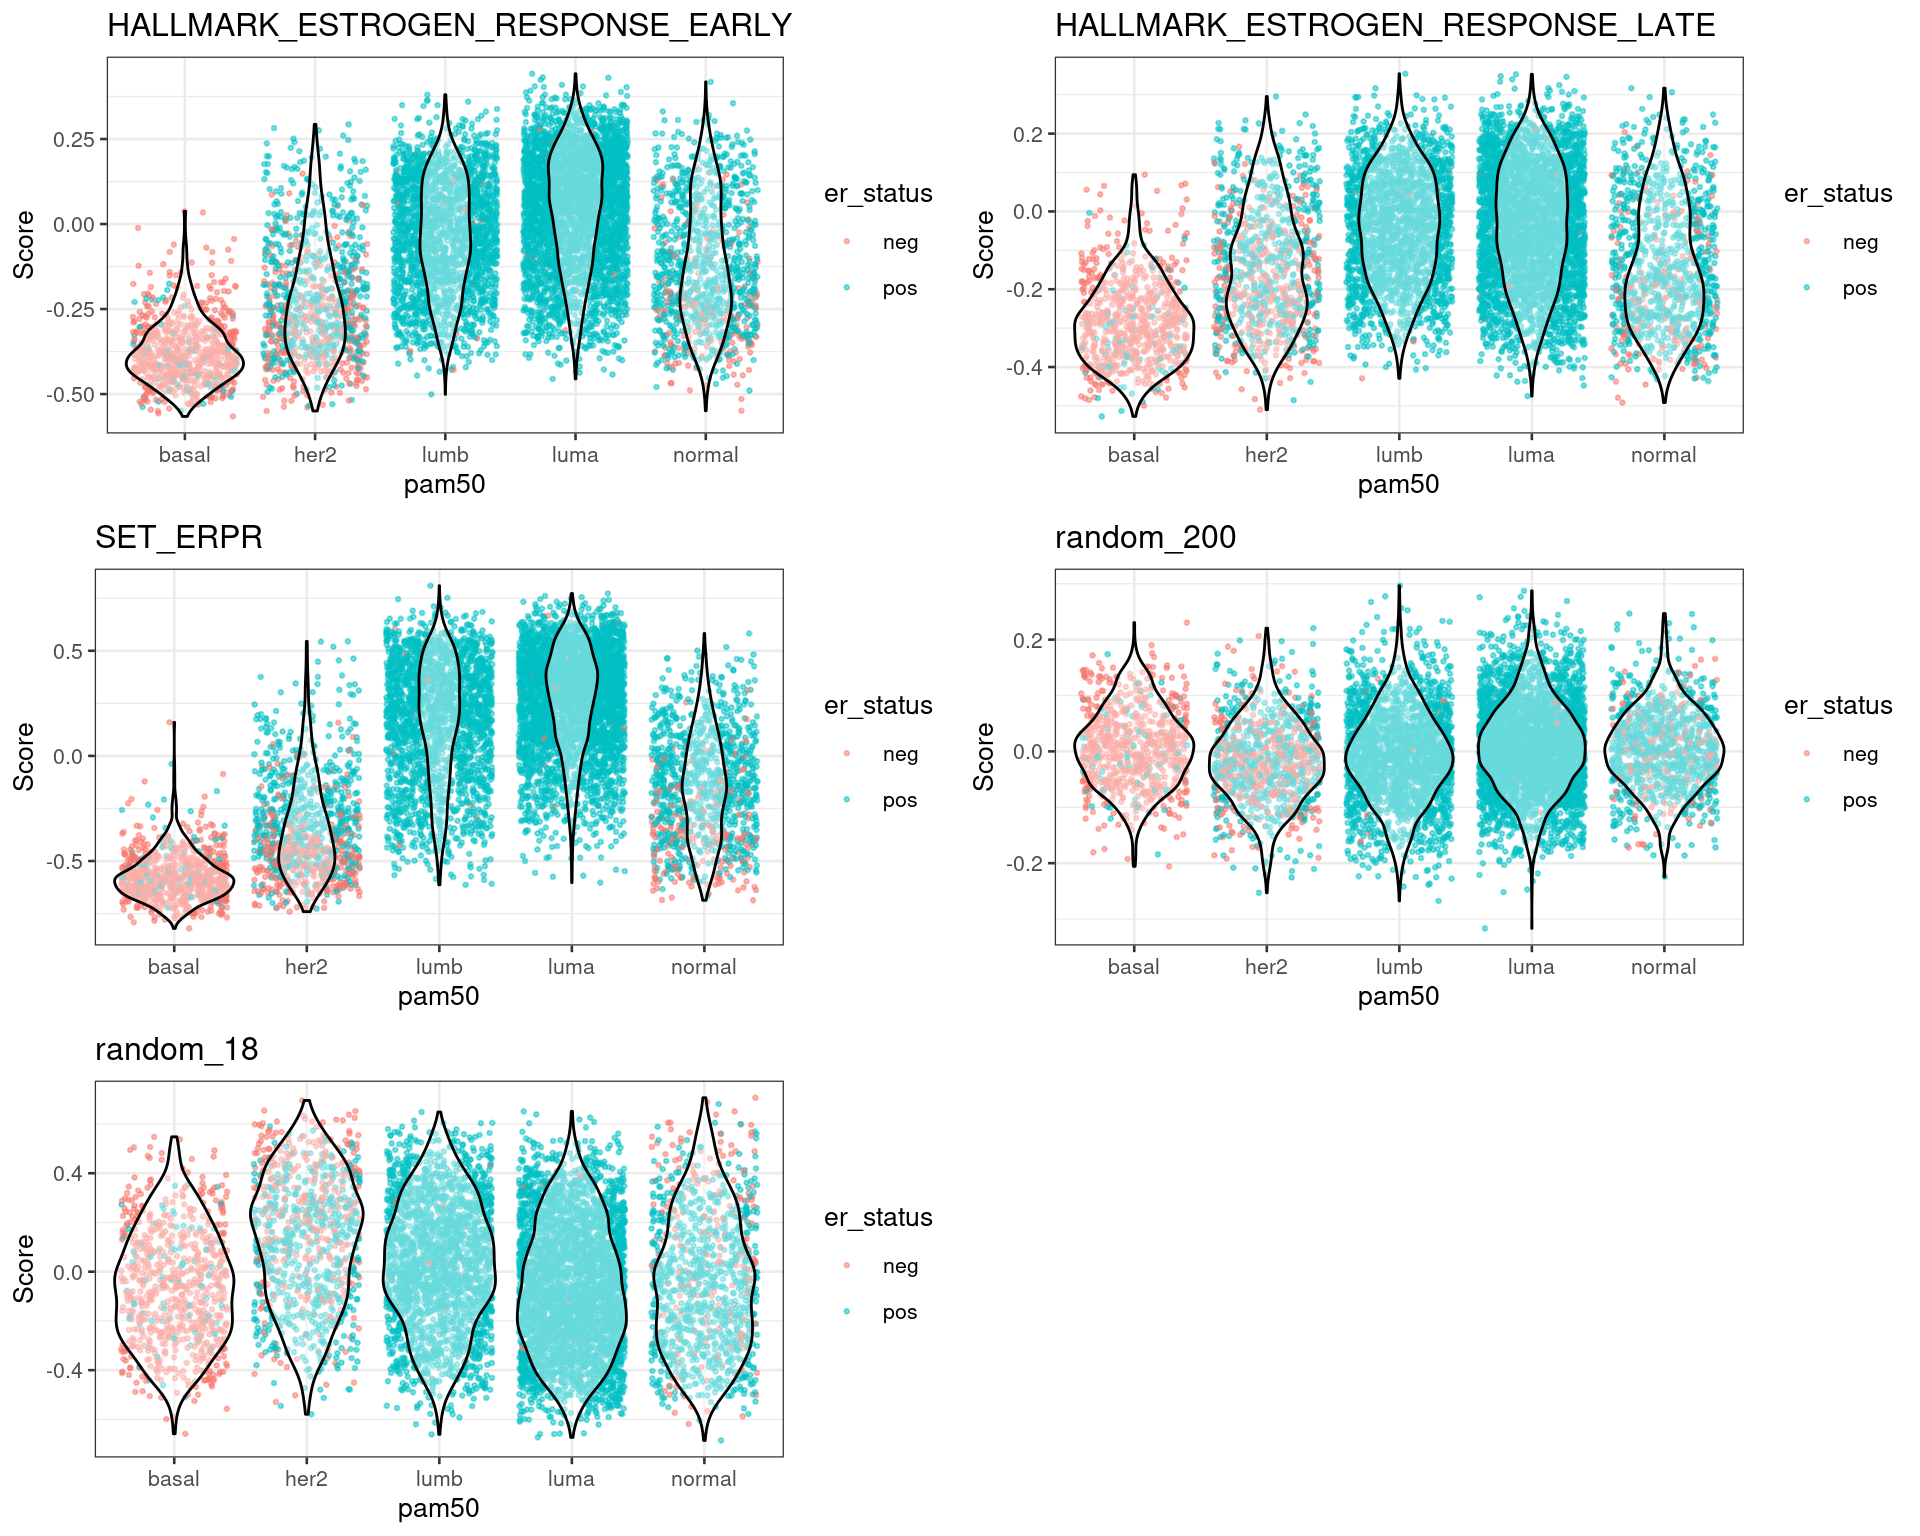 HALLMARK_ESTROGEN_RESPONSE_EARLY
Score
0.25
0.00
-0.25
-0.50
basal her2 lumb luma normal
pam50
er_status
neg
pos
HALLMARK_ESTROGEN_RESPONSE_LATE
Score
0.2
0.0
-0.2
-0.4
basal her2 lumb luma normal
pam50
er_status
neg
pos
SET_ERPR
Score
0.5
0.0
-0.5
basal her2 lumb luma normal
pam50
er_status
neg
pos
random_200
Score
0.2
0.0
-0.2
basal her2 lumb luma normal
pam50
er_status
neg
pos
random_18
Score
0.4
0.0
-0.4
basal her2 lumb luma normal
pam50
er_status
neg
pos